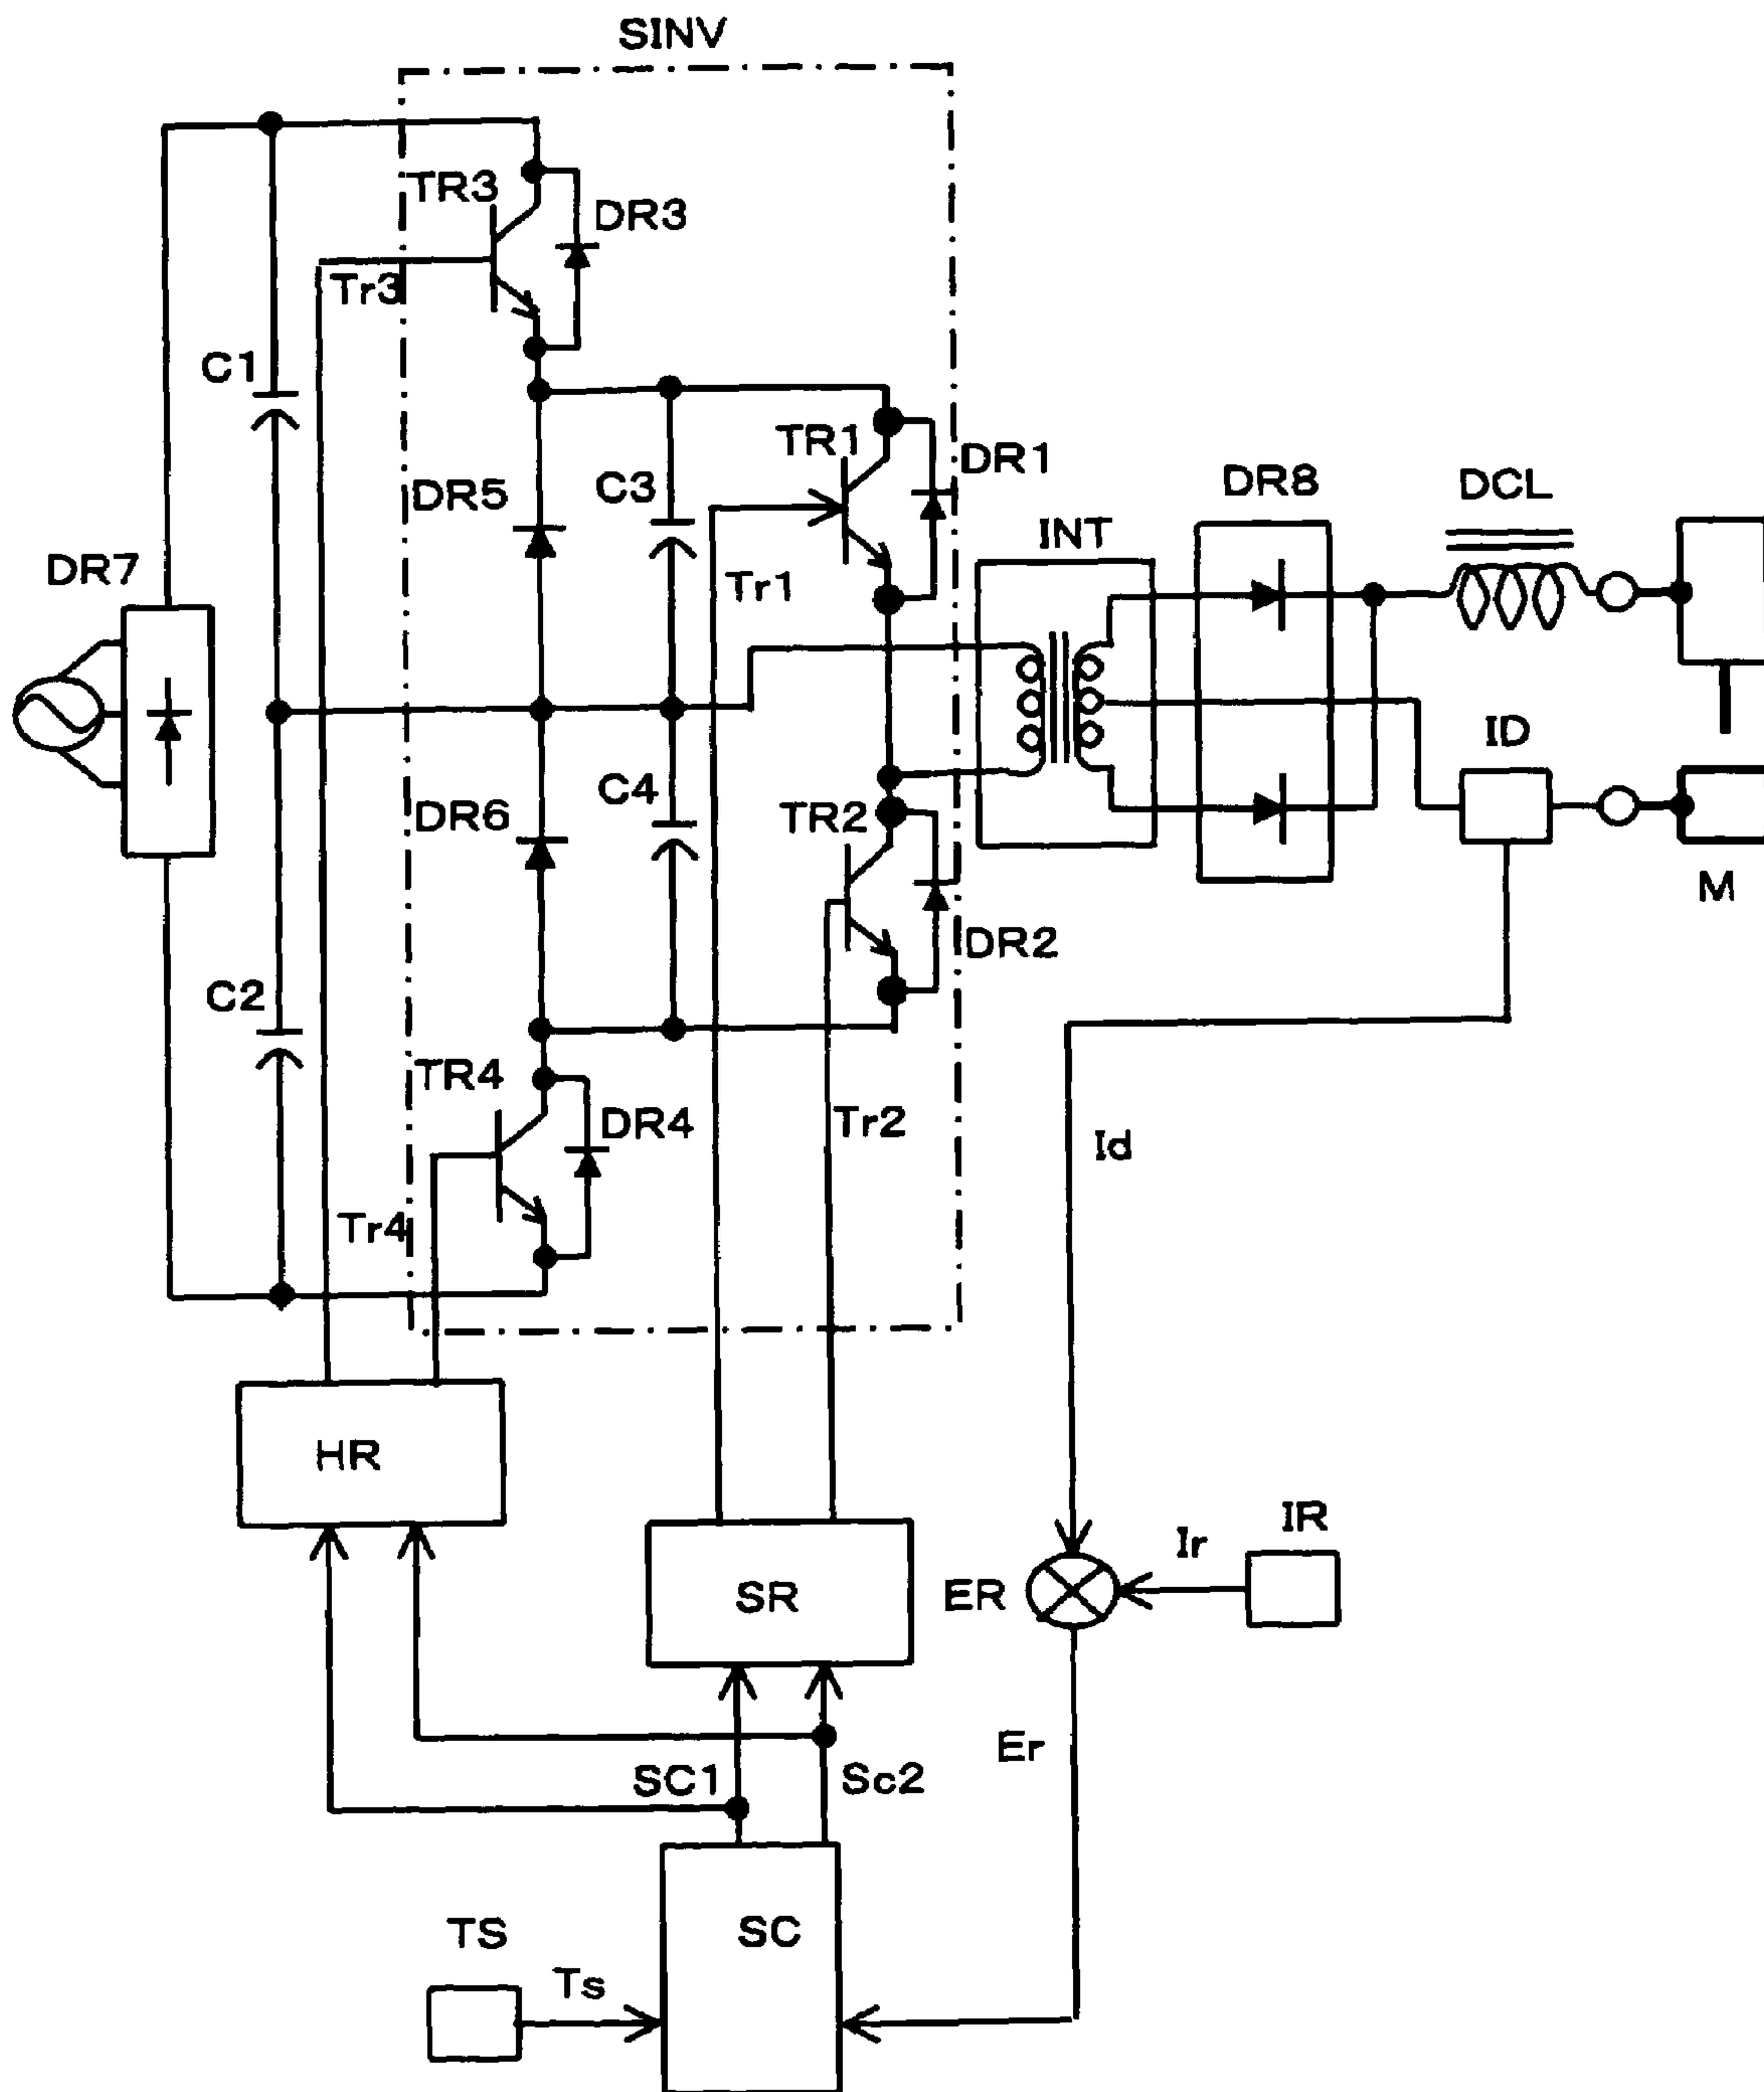 SINV
TR3
DR3
Tr3
C1
TR1
DR1
DR5
C3
DR8
DCL
INT
DR7
Tr1
ID
C4
TR2
DR6
M
DR2
C2
TR4
DR4
Tr2
Id
Tr4
HR
IR
Ir
SR
ER
Er
SC1
Sc2
SC
TS
Ts